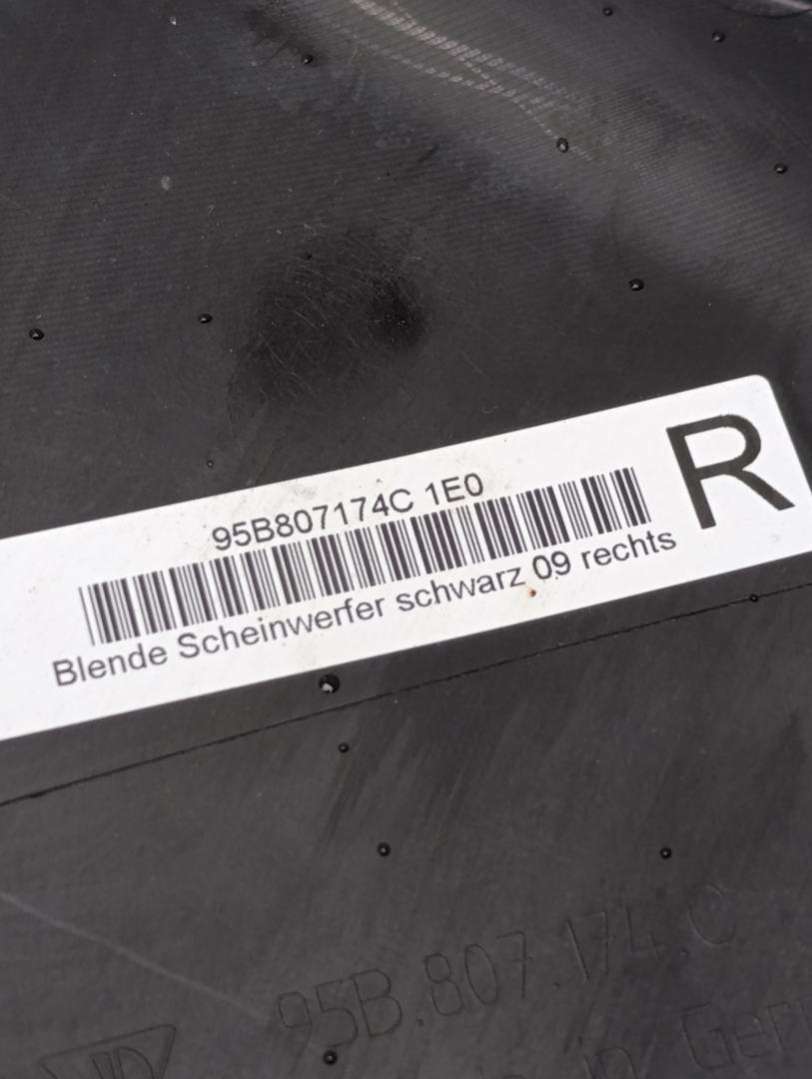 R
95B807174C 1E0
Blende Scheinwerfer schwarz 09 rechts
95B.807.174.C